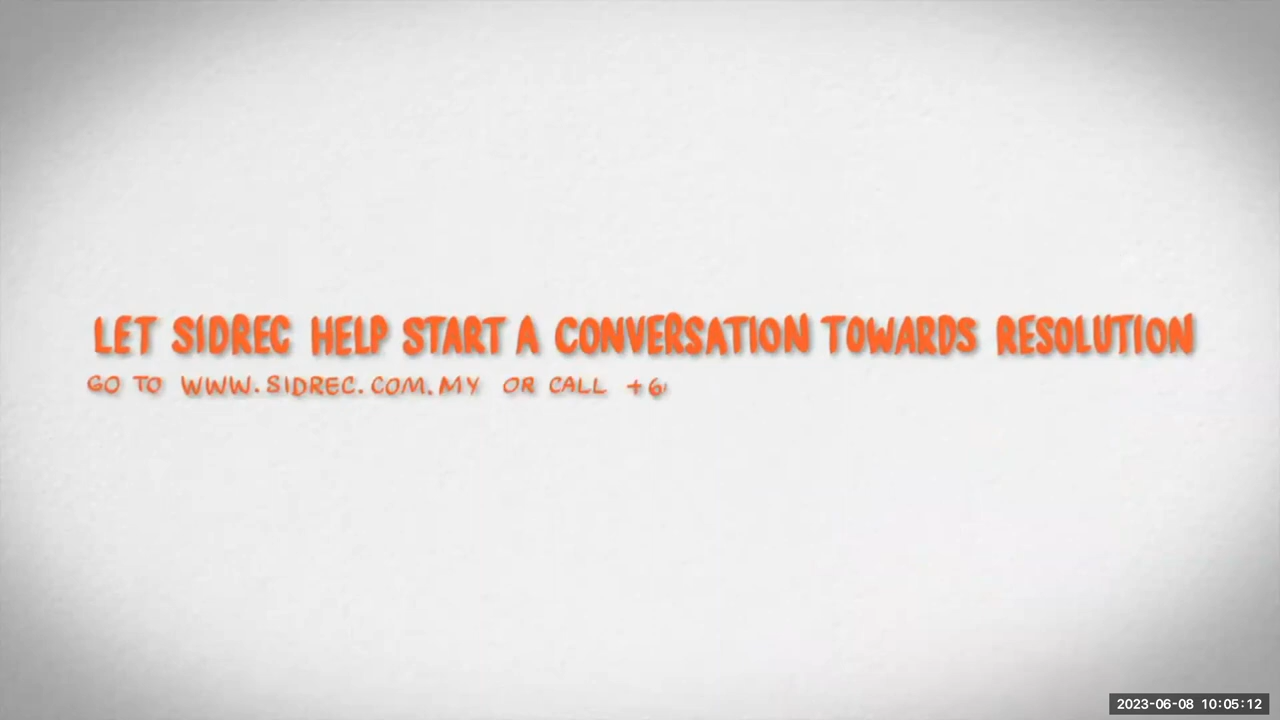 LET SIDREC HELP START A CONVERSATION TOWARDS RESOLUTION
GO TO WWW.SIDREC.COM.MY OR CALL +6
2023-06-08 10:05:12